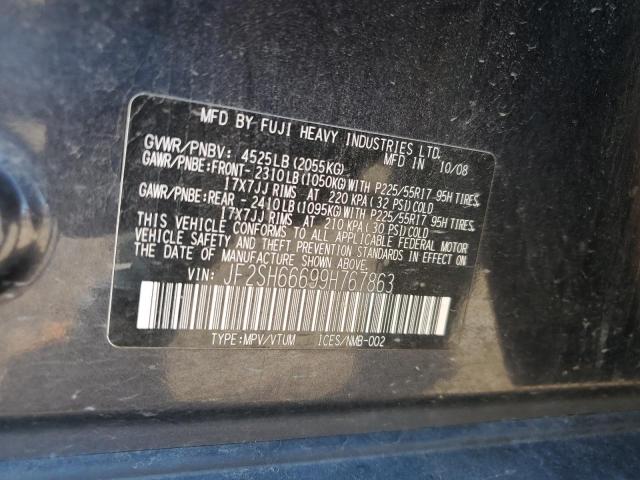 MFD BY FUJI HEAVY INDUSTRIES LTD.
MFD IN 10/08
GVWR/PNBV: 4525LB(2055KG)
GAWR/PNBE:FRONT- 2310LB(1050KG)WITH P225/55R17 95H TIRES,
17X7JJ RIMS AT 220 KPA(32 PSI)COLD
GAWR/PNBE:REAR - 2410LB(1095KG)WITH P225/55R17 95H TIRES,
17X7JJ RIMS AT 210 KPA(30 PSI)COLD
THIS VEHICLE CONFORMS TO ALL APPLICABLE FEDERAL MOTOR
VEHICLE SAFETY AND THEFT PREVENTION STANDARDS IN EFFECT ON
THE DATE OF MANUFACTURE SHOWN ABOVE.
VIN: JF2SH66699H767863
TYPE:MPV/VTUM ICES/NMB-002